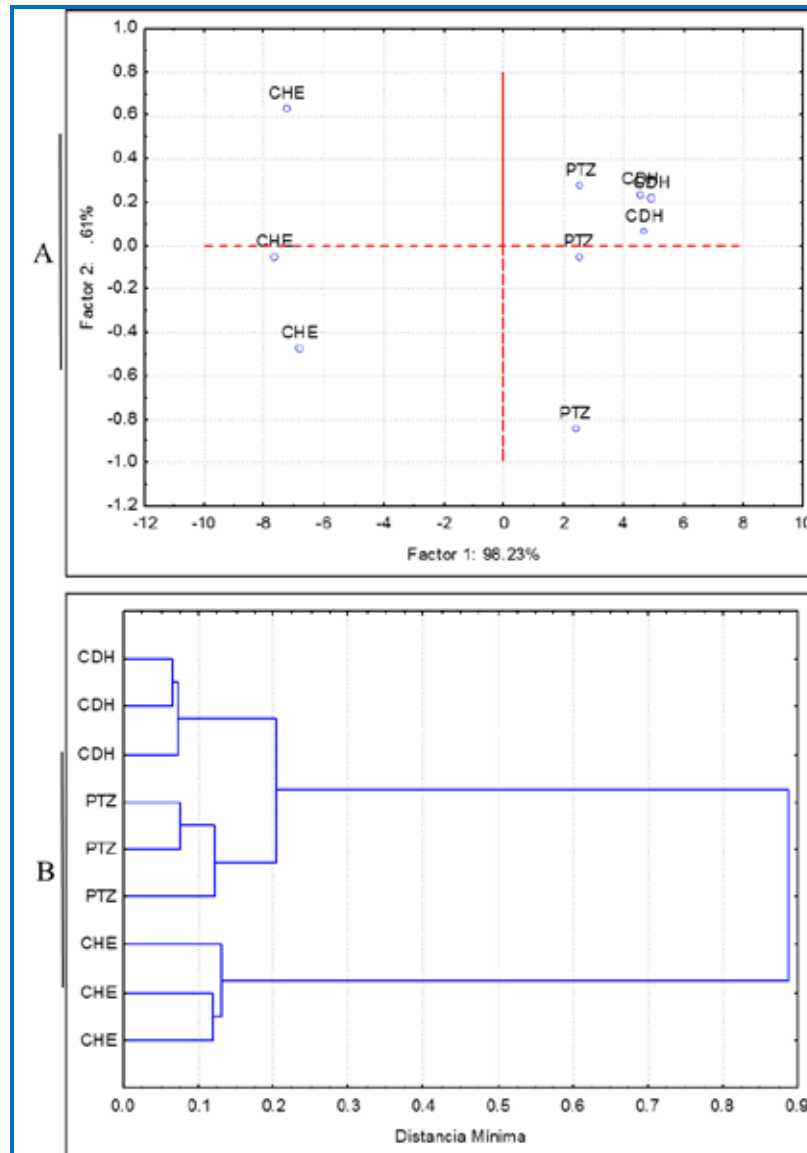 A
1.0
0.8
0.6
0.4
0.2
0.0
-0.2
-0.4
-0.6
-0.8
-1.0
-1.2
Factor 2: .61%
CHE
PTZ
CDH
CDH
CDH
CHE
PTZ
CHE
PTZ
-12 -10 -8 -6 -4 -2 0 2 4 6 8 10
Factor 1: 98.23%
B
CDH
CDH
CDH
PTZ
PTZ
PTZ
CHE
CHE
CHE
0.0 0.1 0.2 0.3 0.4 0.5 0.6 0.7 0.8 0.9
Distancia Mínima